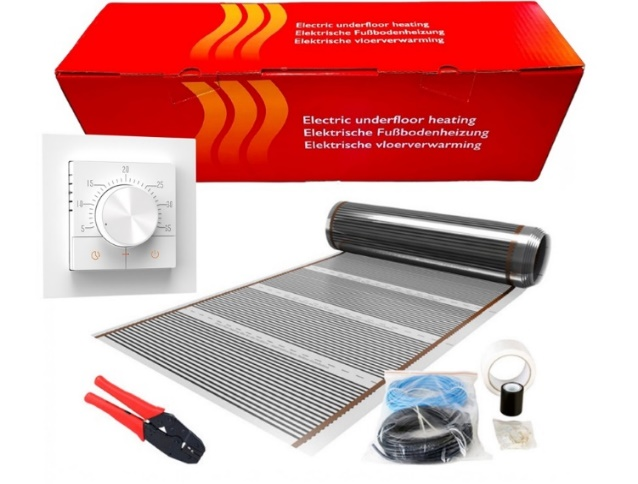 Electric underfloor heating
Elektrische Fußbodenheizung
Elektrische vloerverwarming
Electric underfloor heating
Elektrische Fußbodenheizung
Elektrische vloerverwarming
20
15 25
10 30
5 35